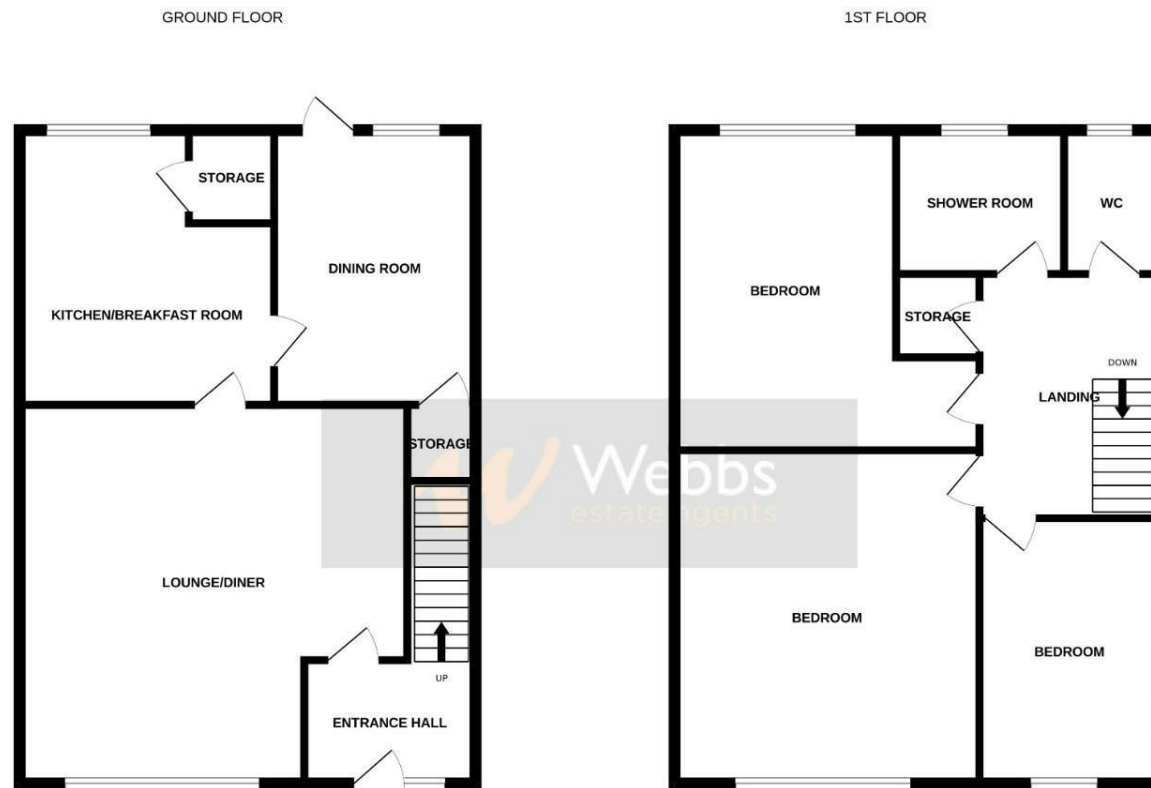 GROUND FLOOR
STORAGE
DINING ROOM
KITCHEN/BREAKFAST ROOM
STORAGE
LOUNGE/DINER
UP
ENTRANCE HALL
1ST FLOOR
SHOWER ROOM
WC
BEDROOM
STORAGE
DOWN
LANDING
BEDROOM
BEDROOM
Webbs
estate agents